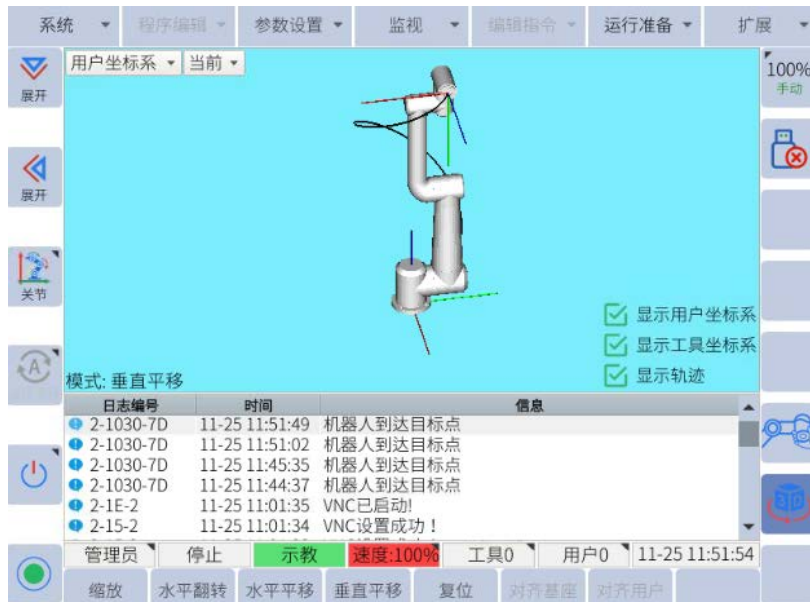 系统 程序编辑 参数设置 监视 编辑指令 运行准备 扩展
展开
展开
关节
A
用户坐标系 当前
显示用户坐标系
显示工具坐标系
显示轨迹
模式: 垂直平移
100%
手动
3D
日志编号 时间 信息
2-1030-7D 11-25 11:51:49 机器人到达目标点
2-1030-7D 11-25 11:51:02 机器人到达目标点
2-1030-7D 11-25 11:45:35 机器人到达目标点
2-1030-7D 11-25 11:44:37 机器人到达目标点
2-1E-2 11-25 11:01:35 VNC已启动!
2-15-2 11-25 11:01:34 VNC设置成功！
管理员 停止 示教 速度:100% 工具0 用户0 11-25 11:51:54
缩放 水平翻转 水平平移 垂直平移 复位 对齐基座 对齐用户